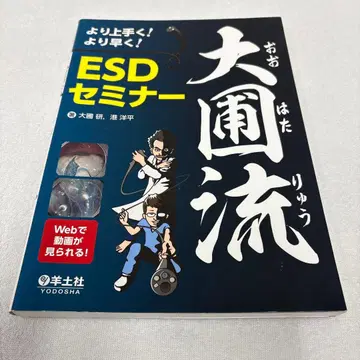 より上手く!
より早く!
ESD
セミナー
著 大圃 研, 港 洋平
大圃流
おおはたりゅう
Webで
動画が
見られる!
羊土社
YODOSHA